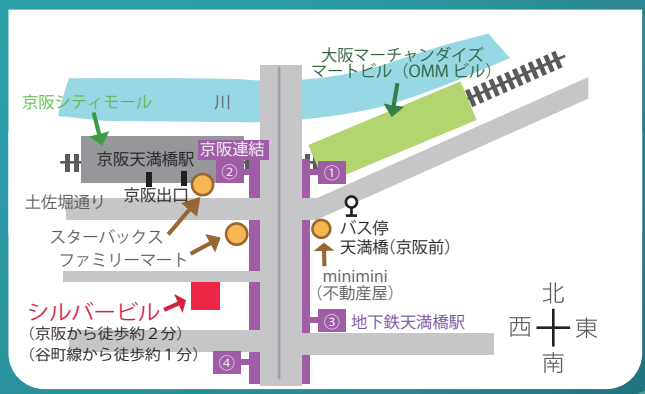 大阪マーチャンダイズ
マートビル（OMM ビル）
京阪シティモール
川
京阪連結
京阪天満橋駅
②
①
京阪出口
土佐堀通り
バス停
天満橋(京阪前)
スターバックス
ファミリーマート
minimini
（不動産屋）
シルバービル
（京阪から徒歩約２分）
（谷町線から徒歩約１分）
③
地下鉄天満橋駅
④
北
西
東
南